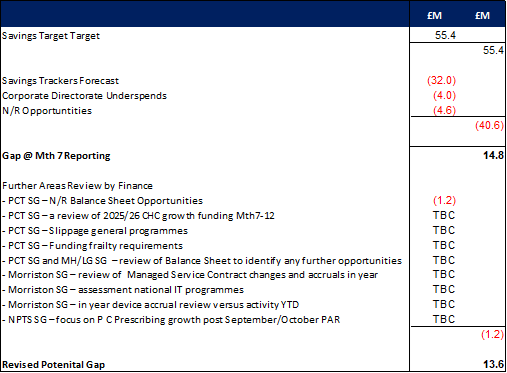 £M £M
Savings Target Target 55.4
55.4
Savings Trackers Forecast (32.0)
Corporate Directorate Underspends (4.0)
N/R Opportuntities (4.6)
(40.6)
Gap @ Mth 7 Reporting 14.8
Further Areas Review by Finance
- PCT SG – N/R Balance Sheet Opportunities (1.2)
- PCT SG – a review of 2025/26 CHC growth funding Mth7-12 TBC
- PCT SG – Slippage general programmes TBC
- PCT SG – Funding frailty requirements TBC
- PCT SG and MH/LG SG – review of Balance Sheet to identify any further opportunities TBC
- Morriston SG – review of Managed Service Contract changes and accruals in year TBC
- Morriston SG – assessment national IT programmes TBC
- Morriston SG – in year device accrual review versus activity YTD TBC
- NPTS SG – focus on P C Prescribing growth post September/October PAR TBC
(1.2)
Revised Potenital Gap 13.6